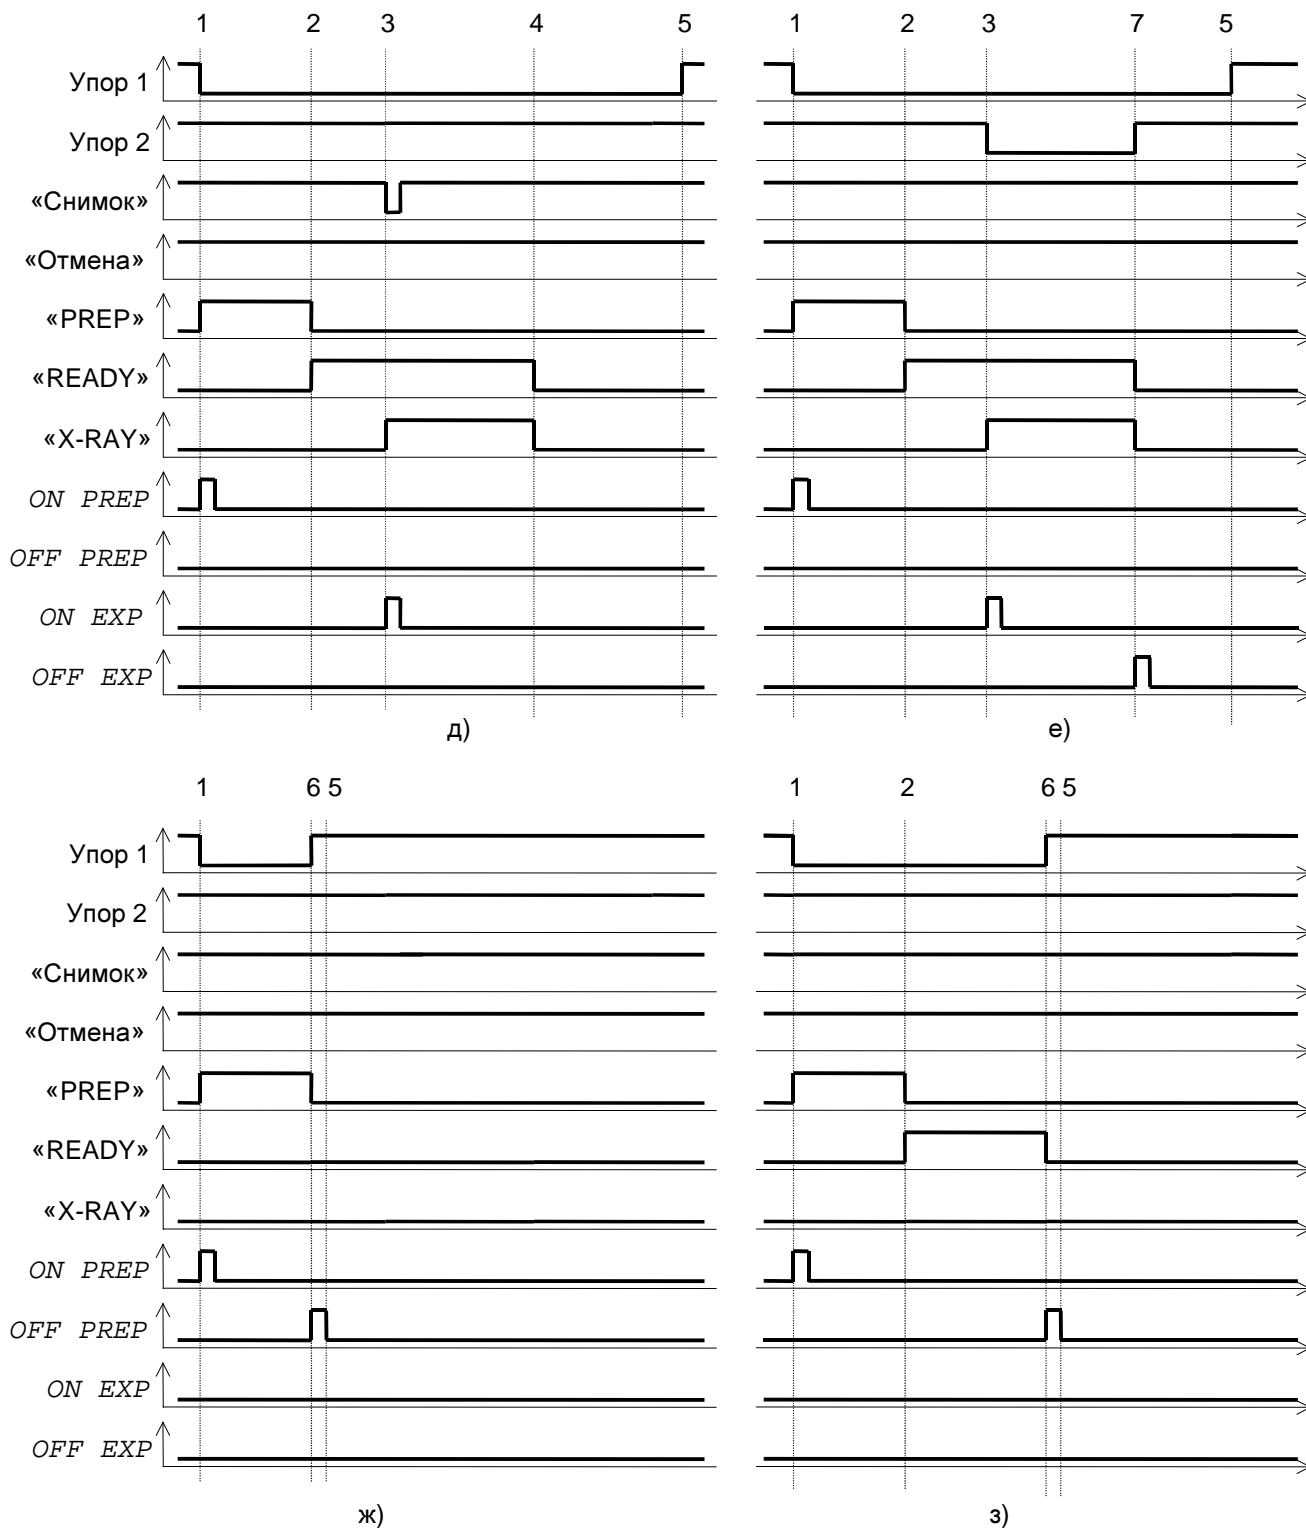 1 2 3 4 5 1 2 3 7 5
Упор 1
Упор 2
«Снимок»
«Отмена»
«PREP»
«READY»
«X-RAY»
ON PREP
OFF PREP
ON EXP
OFF EXP
д) е)
1 6 5 1 2 6 5
Упор 1
Упор 2
«Снимок»
«Отмена»
«PREP»
«READY»
«X-RAY»
ON PREP
OFF PREP
ON EXP
OFF EXP
ж) з)